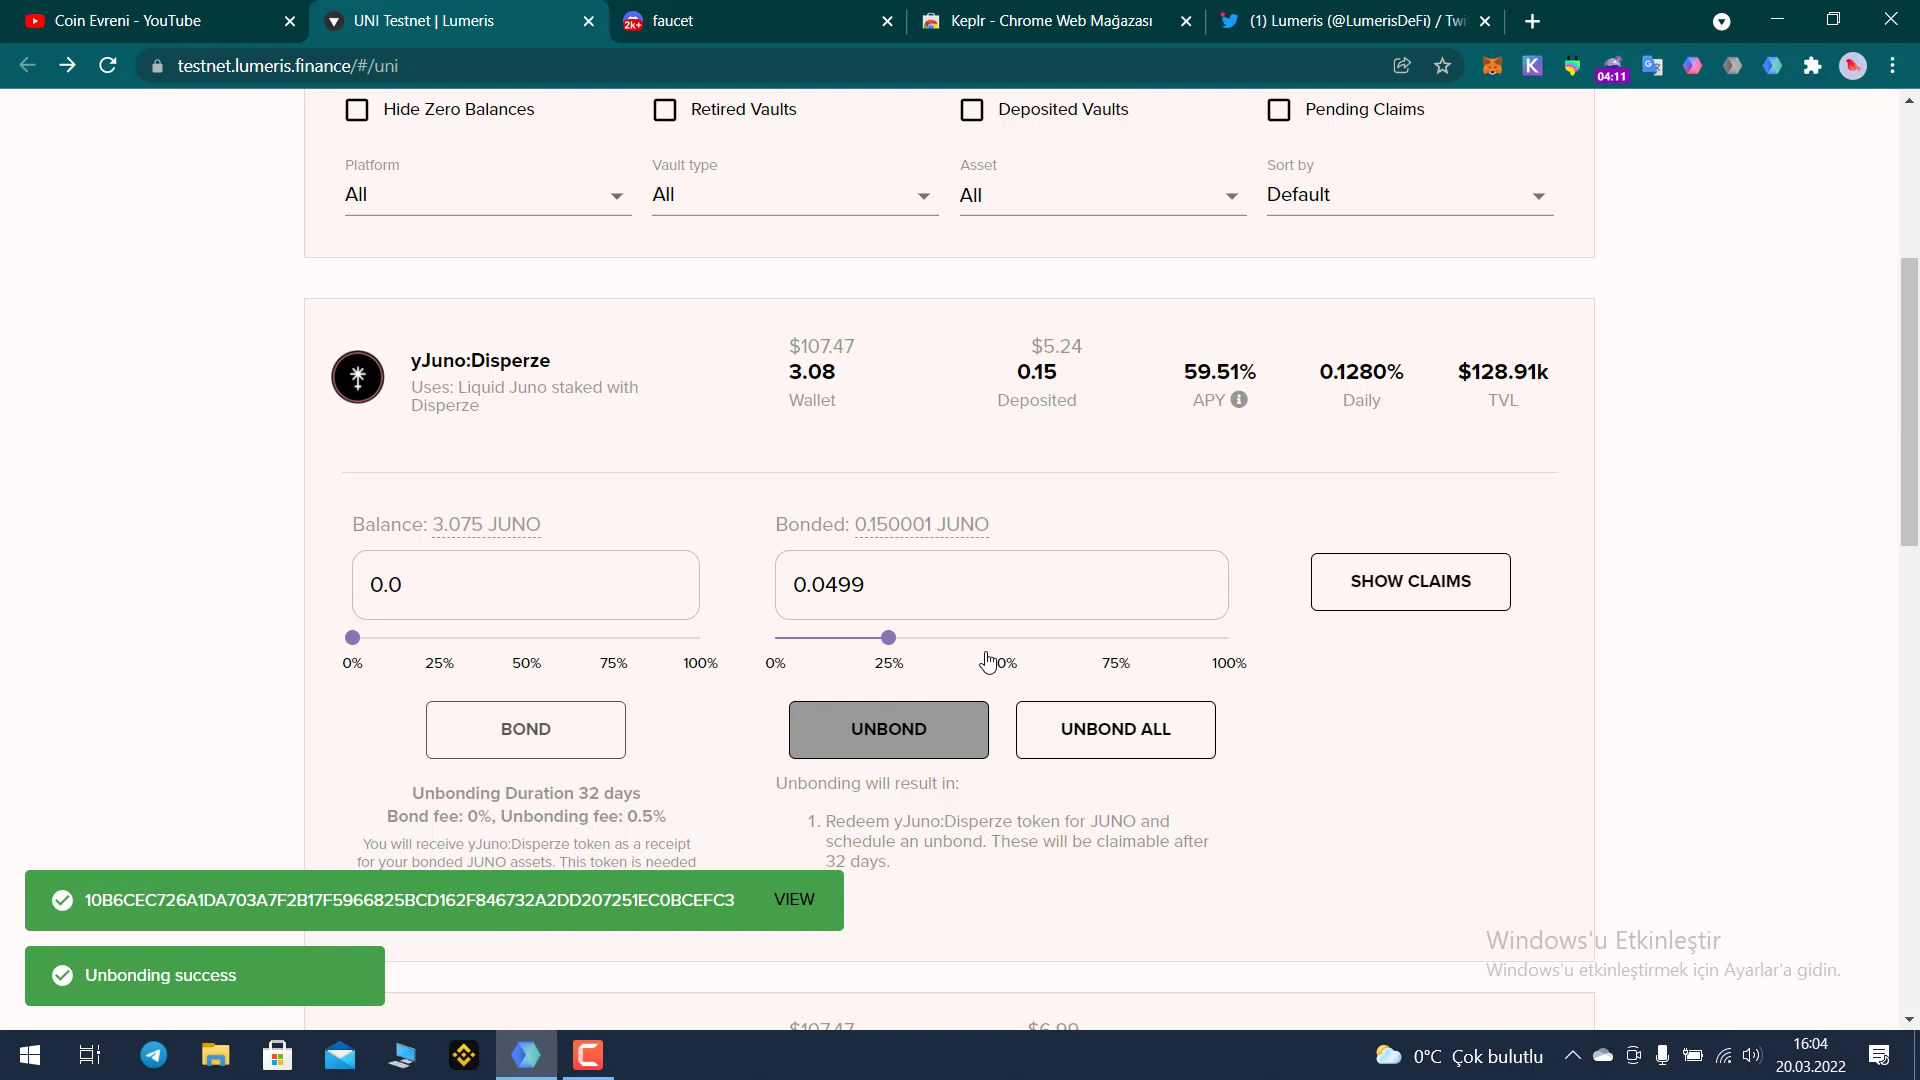 Coin Evreni - YouTube
UNI Testnet | Lumeris
faucet
Keplr - Chrome Web Mağazası
(1) Lumeris (@LumerisDeFi) / Twi
testnet.lumeris.finance/#/uni
04:11
Hide Zero Balances
Retired Vaults
Deposited Vaults
Pending Claims
Platform
Vault type
Asset
Sort by
All
All
All
Default
yJuno:Disperze
Uses: Liquid Juno staked with
Disperze
$107.47
3.08
Wallet
$5.24
0.15
Deposited
59.51%
APY
0.1280%
Daily
$128.91k
TVL
Balance: 3.075 JUNO
0.0
0% 25% 50% 75% 100%
BOND
Unbonding Duration 32 days
Bond fee: 0%, Unbonding fee: 0.5%
You will receive yJuno:Disperze token as a receipt
for your bonded JUNO assets. This token is needed
Bonded: 0.150001 JUNO
0.0499
0% 25% 0% 75% 100%
UNBOND
UNBOND ALL
Unbonding will result in:
1. Redeem yJuno:Disperze token for JUNO and
schedule an unbond. These will be claimable after
32 days.
SHOW CLAIMS
10B6CEC726A1DA703A7F2B17F5966825BCD162F846732A2DD207251EC0BCEFC3
VIEW
Unbonding success
Windows'u Etkinleştir
Windows'u etkinleştirmek için Ayarlar'a gidin.
$107.47
$6.99
0°C Çok bulutlu
16:04
20.03.2022